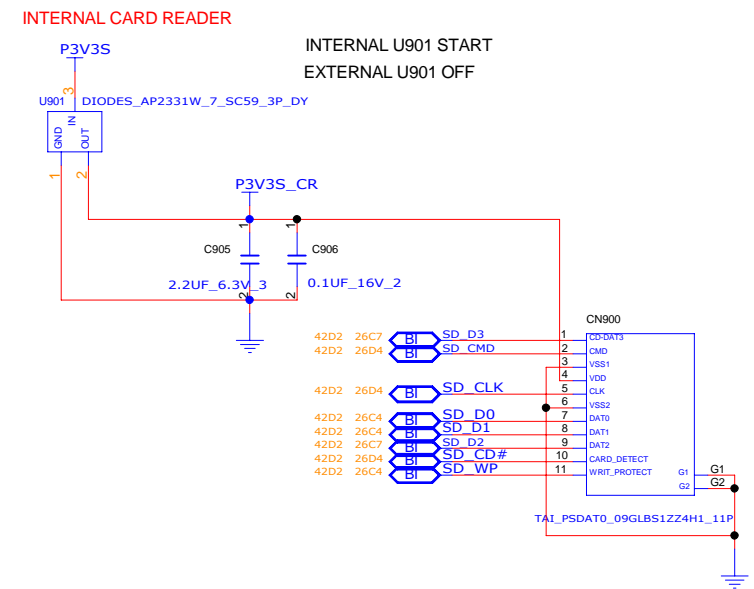 INTERNAL CARD READER
P3V3S
INTERNAL U901 START
EXTERNAL U901 OFF
3
U901 DIODES_AP2331W_7_SC59_3P_DY
IN
GND
OUT
1
2
P3V3S_CR
1
1
C905
C906
2.2UF_6.3V_3
0.1UF_16V_2
2
2
CN900
42D2 26C7 BI SD_D3 1 CD-DAT3
42D2 26D4 BI SD_CMD 2 CMD
3 VSS1
4 VDD
42D2 26D4 BI SD_CLK 5 CLK
6 VSS2
42D2 26C4 BI SD_D0 7 DAT0
42D2 26C4 BI SD_D1 8 DAT1
42D2 26C7 BI SD_D2 9 DAT2
42D2 26D4 BI SD_CD# 10 CARD_DETECT
42D2 26C4 BI SD_WP 11 WRIT_PROTECT
G1 G1
G2 G2
TAI_PSDAT0_09GLBS1ZZ4H1_11P